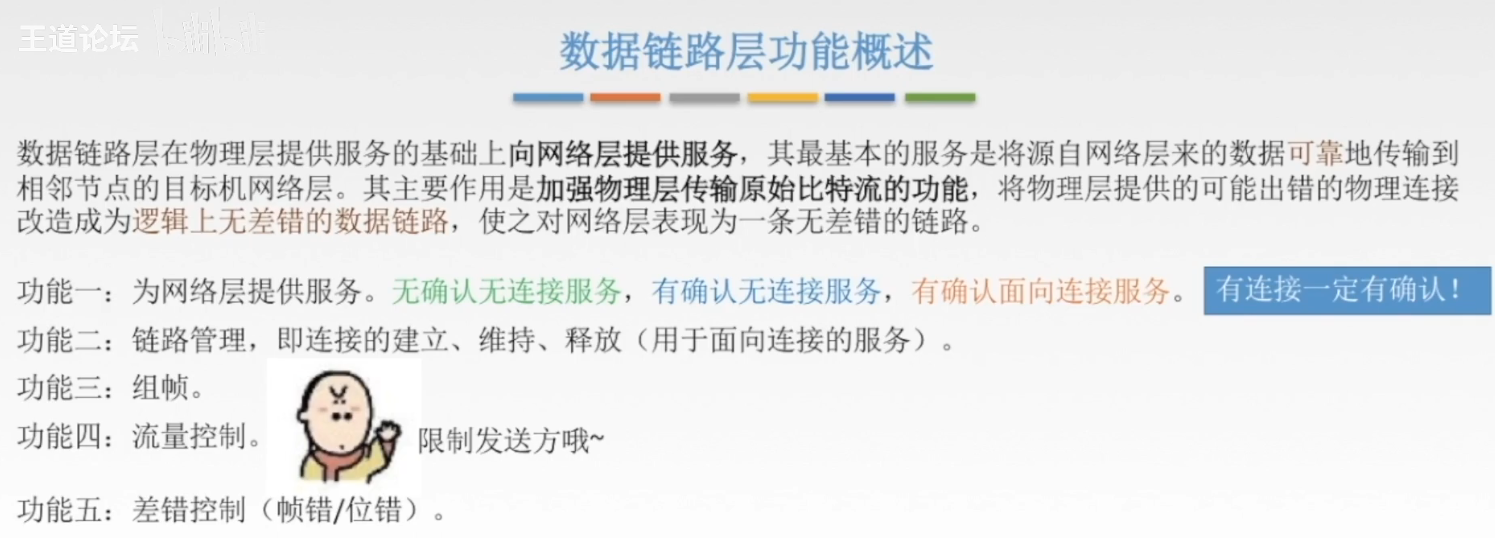 王道论坛
数据链路层功能概述
数据链路层在物理层提供服务的基础上向网络层提供服务，其最基本的服务是将源自网络层来的数据可靠地传输到
相邻节点的目标机网络层。其主要作用是加强物理层传输原始比特流的功能，将物理层提供的可能出错的物理连接
改造成为逻辑上无差错的数据链路，使之对网络层表现为一条无差错的链路。
功能一：为网络层提供服务。无确认无连接服务，有确认无连接服务，有确认面向连接服务。 有连接一定有确认！
功能二：链路管理，即连接的建立、维持、释放（用于面向连接的服务）。
功能三：组帧。
功能四：流量控制。 限制发送方哦~
功能五：差错控制（帧错/位错）。